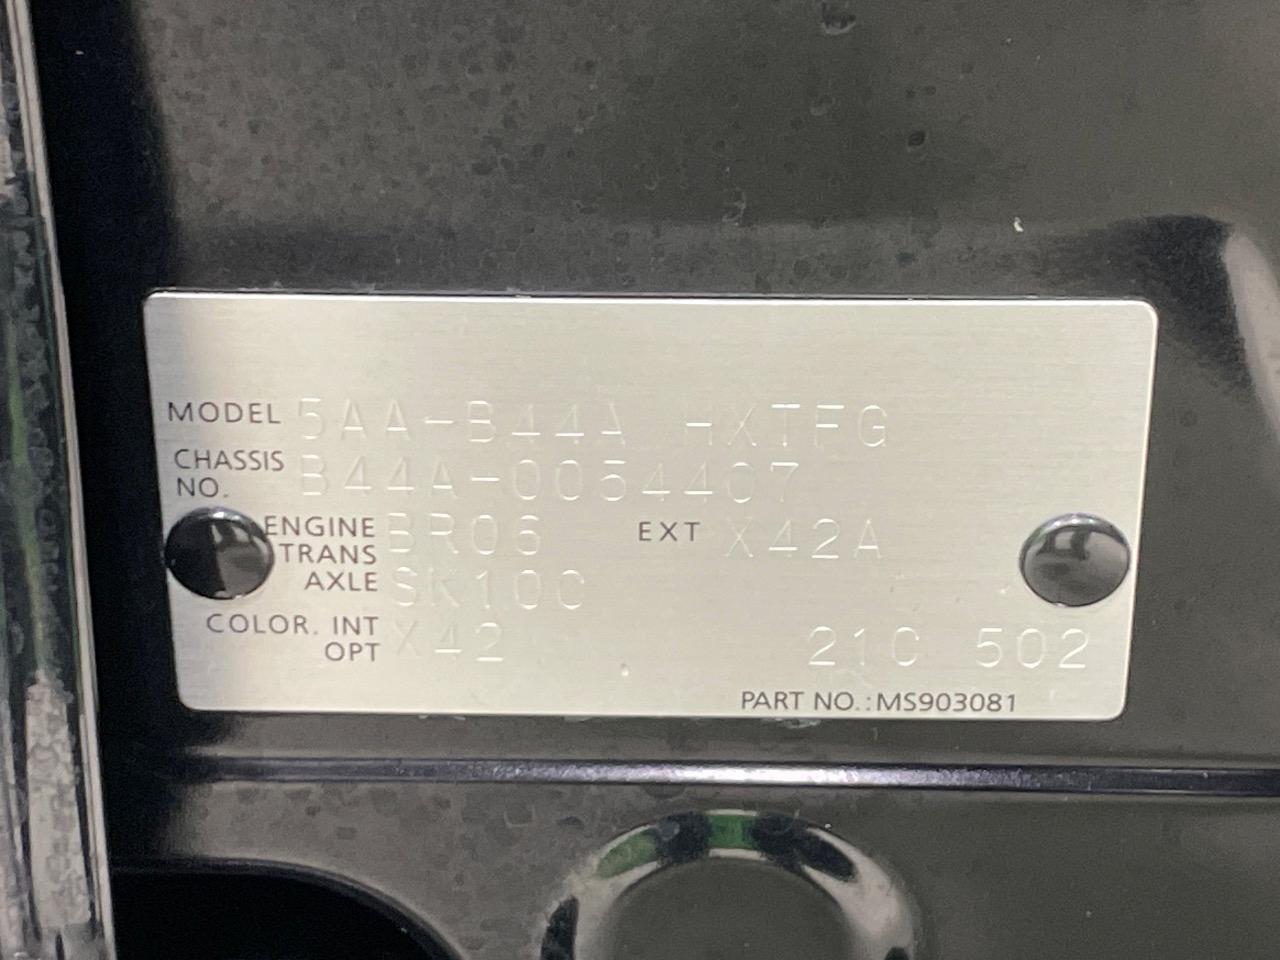 MODEL 5AA-B44A HXTFG
CHASSIS NO. B44A-0054407
ENGINE BR06 EXT X42A
TRANS
AXLE SK10C
COLOR. INT X42 21C 502
OPT
PART NO.:MS903081